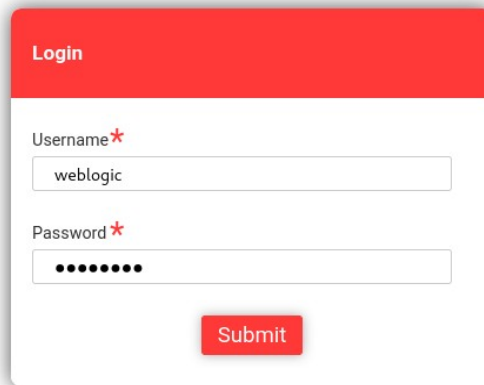 Login
Username*
weblogic
Password *
••••••••
Submit